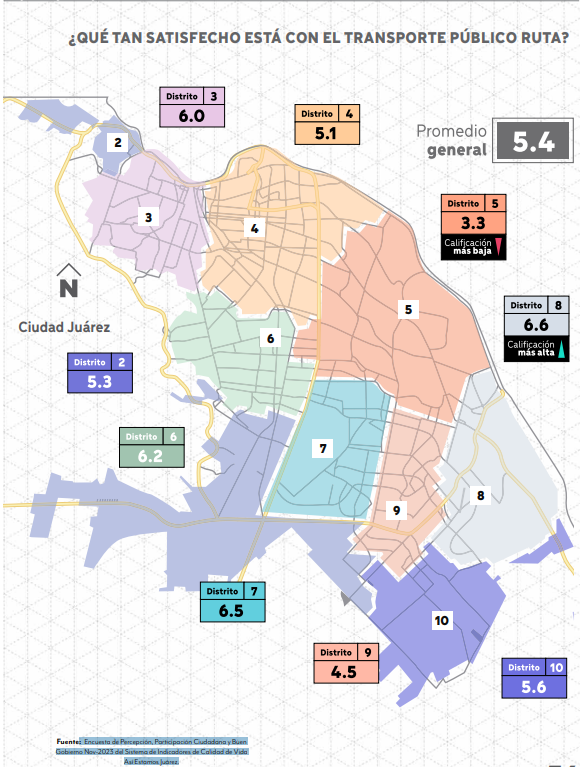 ¿QUÉ TAN SATISFECHO ESTÁ CON EL TRANSPORTE PÚBLICO RUTA?
Distrito 3
6.0
Distrito 4
5.1
Promedio
general
5.4
2
3
4
Distrito 5
3.3
Calificación
más baja
N
Ciudad Juárez
5
Distrito 8
6.6
Calificación
más alta
6
Distrito 2
5.3
Distrito 6
6.2
7
8
9
Distrito 7
6.5
10
Distrito 9
4.5
Distrito 10
5.6
Fuente: Encuesta de Percepción, Participación Ciudadana y Buen
Gobierno Nov-2023 del Sistema de Indicadores de Calidad de Vida
Así Estamos Juárez.